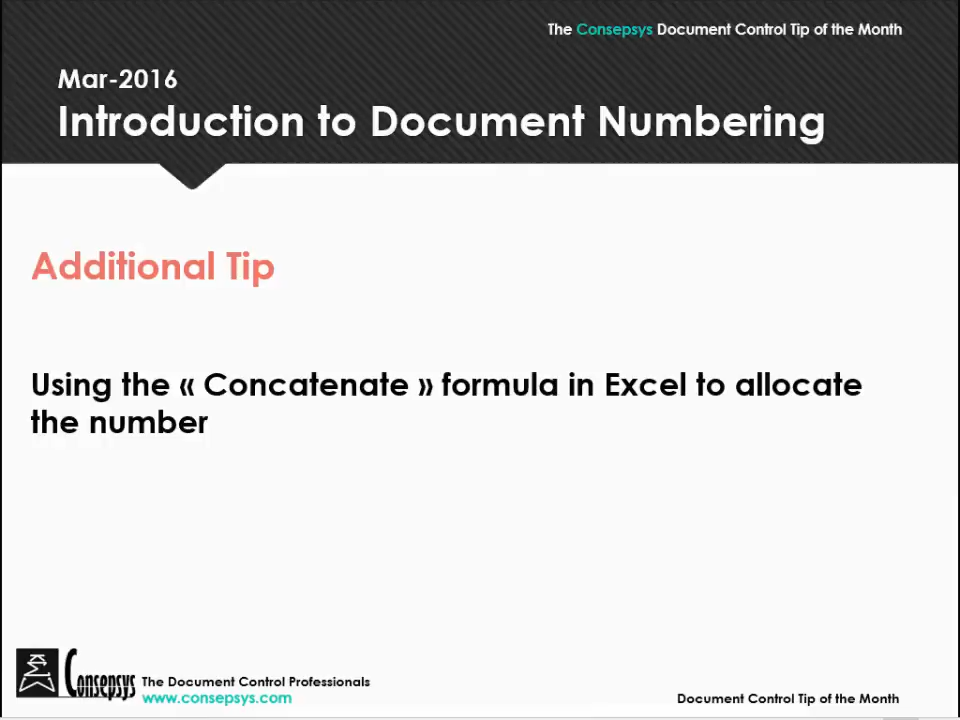 The Consepsys Document Control Tip of the Month
Mar-2016
Introduction to Document Numbering
Additional Tip
Using the « Concatenate » formula in Excel to allocate
the number
Consepsys The Document Control Professionals
www.consepsys.com
Document Control Tip of the Month